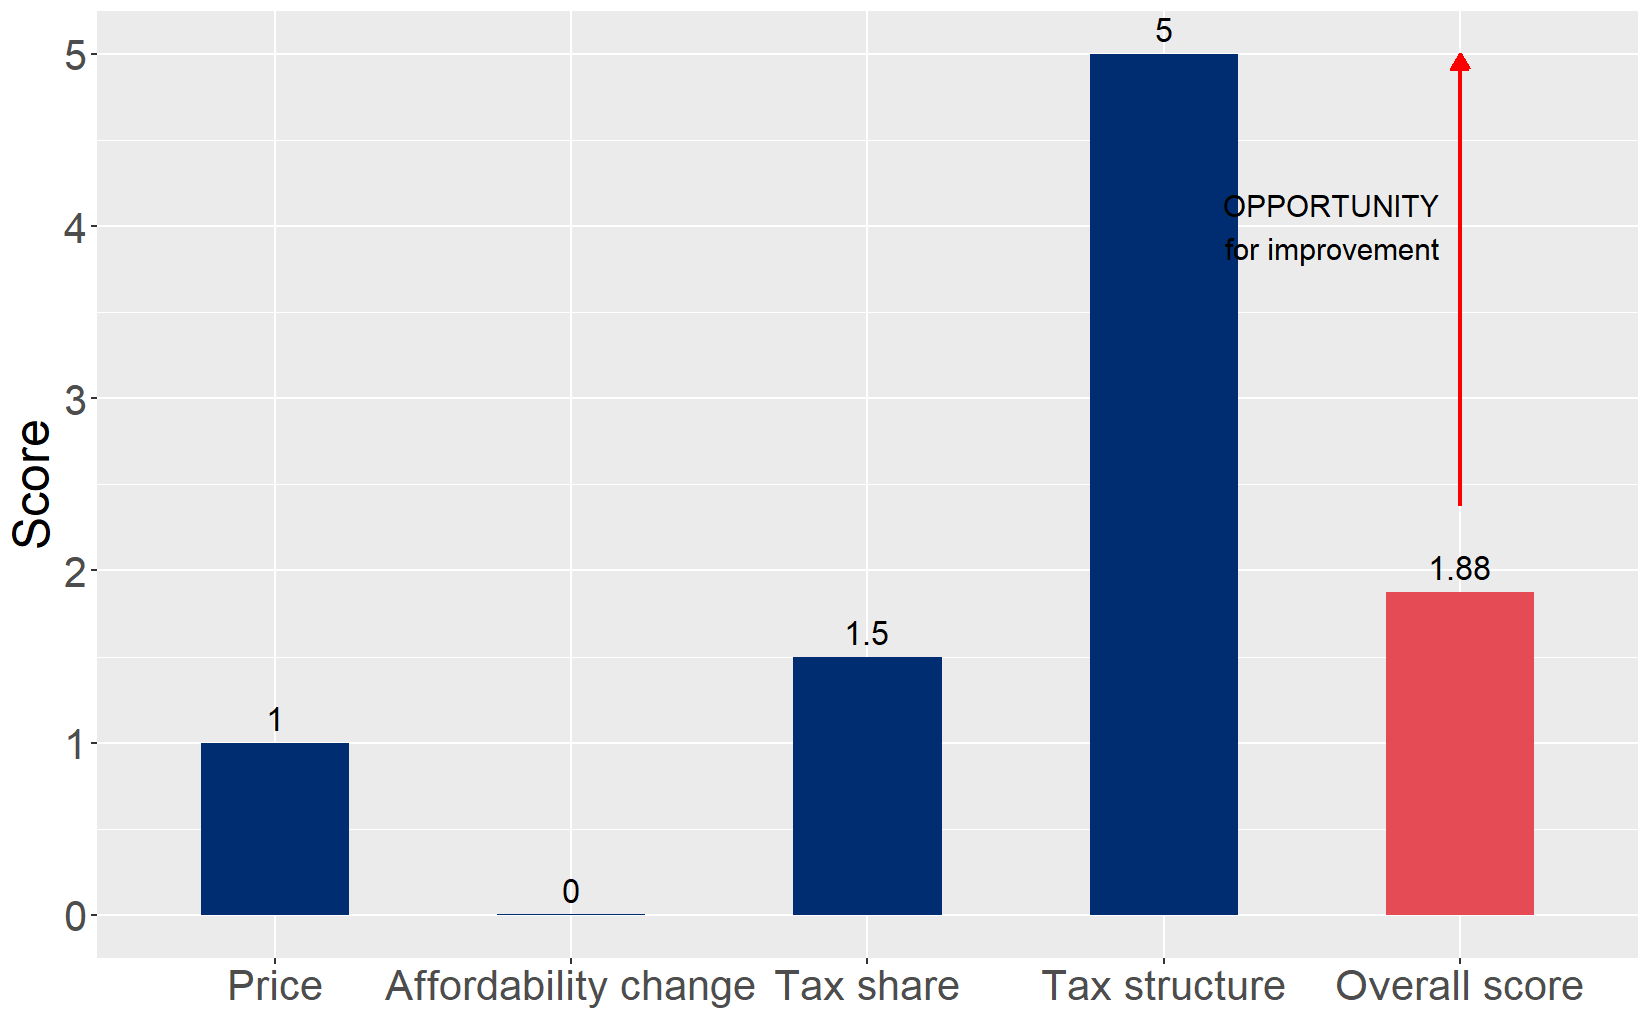 Score
5
4
3
2
1
0
1
0
1.5
5
1.88
OPPORTUNITY
for improvement
Price
Affordability change
Tax share
Tax structure
Overall score